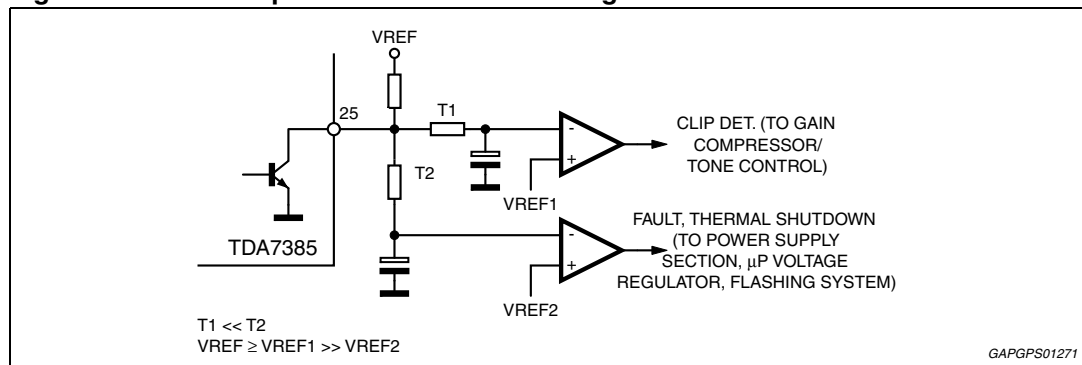 VREF
25
T1
T2
TDA7385
-
+
VREF1
CLIP DET. (TO GAIN
COMPRESSOR/
TONE CONTROL)
-
+
VREF2
FAULT, THERMAL SHUTDOWN
(TO POWER SUPPLY
SECTION, μP VOLTAGE
REGULATOR, FLASHING SYSTEM)
T1 << T2
VREF ≥ VREF1 >> VREF2
GAPGPS01271